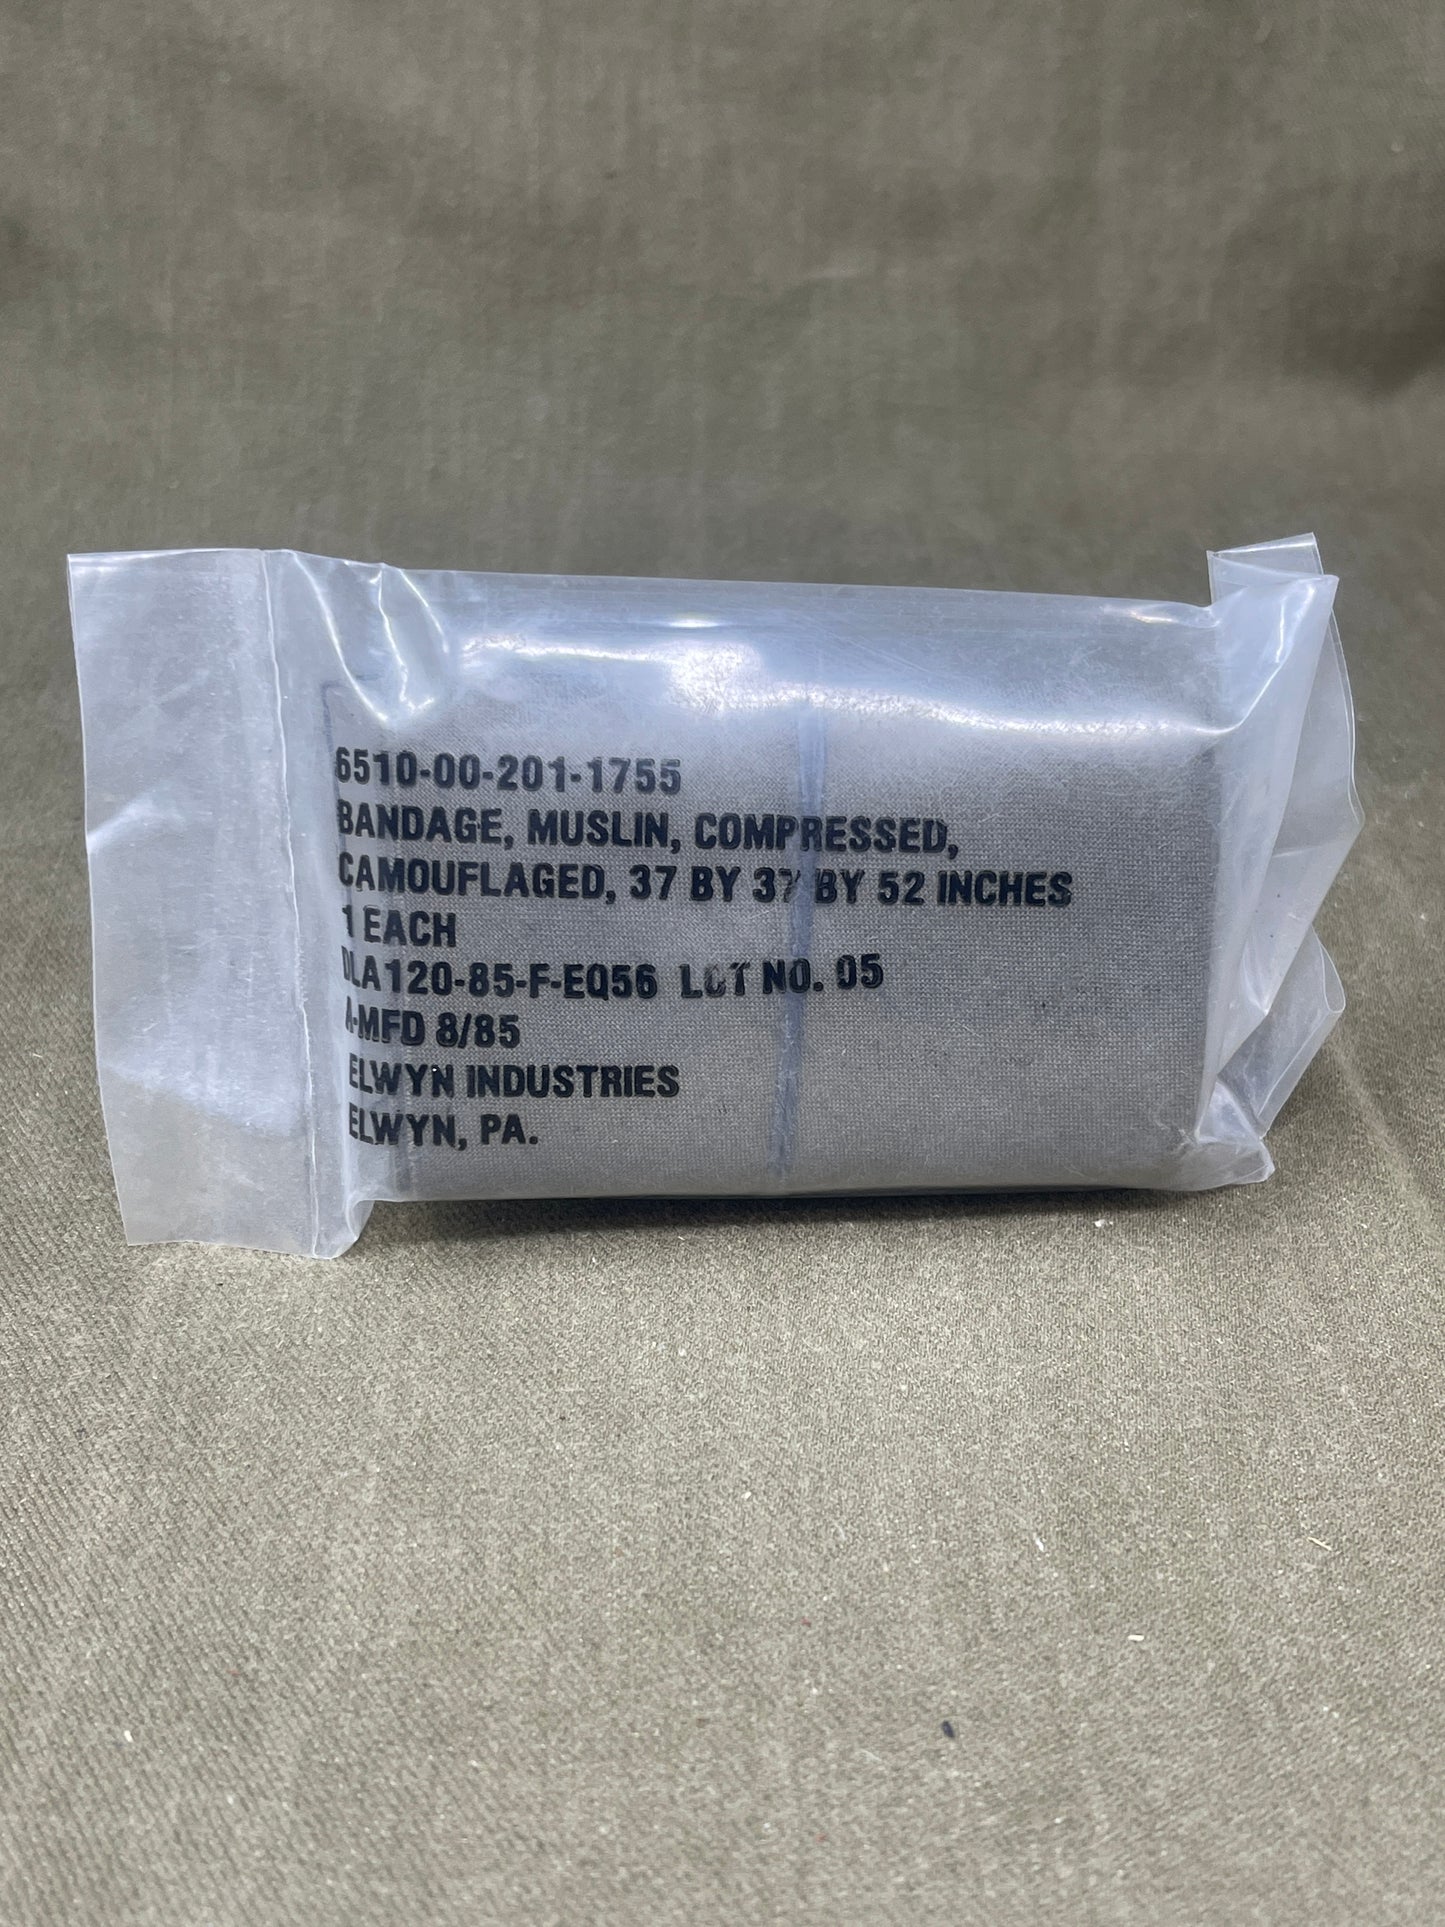 6510-00-201-1755
BANDAGE, MUSLIN, COMPRESSED,
CAMOUFLAGED, 37 BY 37 BY 52 INCHES
1 EACH
DLA120-85-F-EQ56 LOT NO. 05
A-MFD 8/85
ELWYN INDUSTRIES
ELWYN, PA.